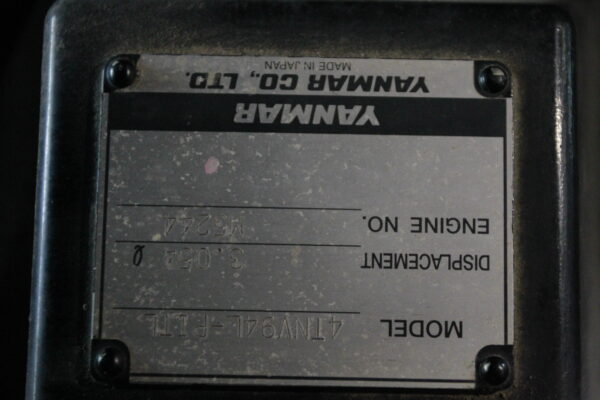 YANMAR
MODEL 4TNV94L-
DISPLACEMENT 3.053 ℓ
ENGINE NO.
YANMAR CO., LTD.
MADE IN JAPAN